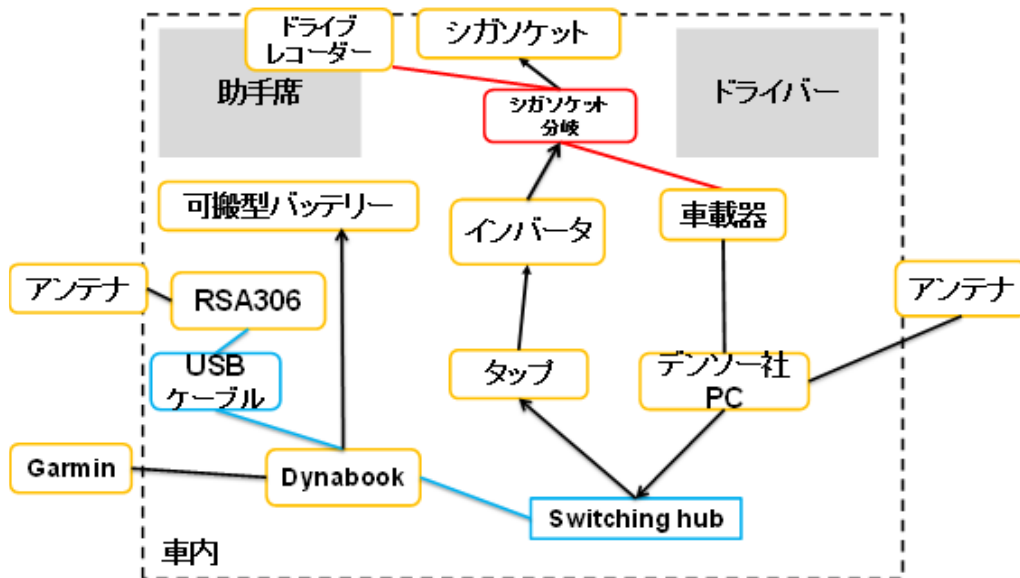 ドライブ
レコーダー
シガソケット
助手席
シガソケット
分岐
ドライバー
可搬型バッテリー
インバータ
車載器
アンテナ
RSA306
アンテナ
USB
ケーブル
タップ
デンソー社
PC
Garmin
Dynabook
Switching hub
車内